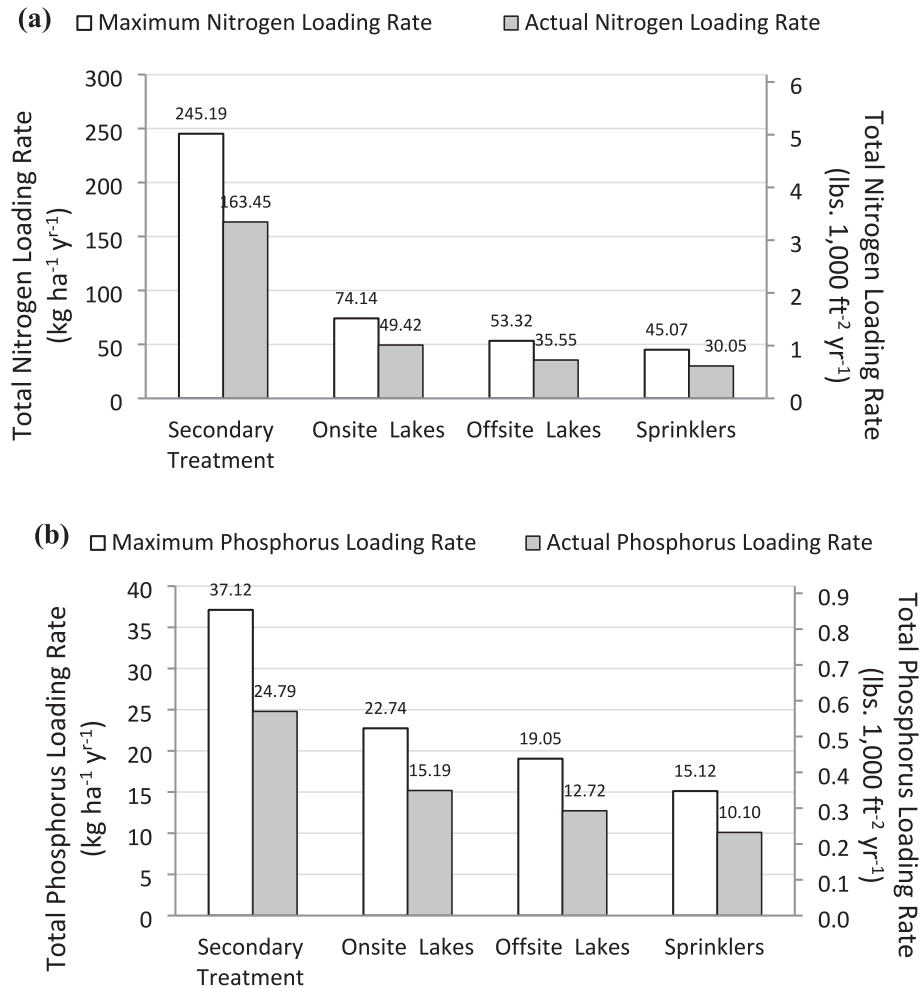 (a)
Maximum Nitrogen Loading Rate Actual Nitrogen Loading Rate
Total Nitrogen Loading Rate
(kg ha⁻¹ yʳ⁻¹)
300
250
200
150
100
50
0
245.19
163.45
74.14
49.42
53.32
35.55
45.07
30.05
6
5
4
3
2
1
0
Total Nitrogen Loading Rate
(lbs. 1,000 ft⁻² yr⁻¹)
Secondary
Treatment
Onsite Lakes
Offsite Lakes
Sprinklers
(b)
Maximum Phosphorus Loading Rate Actual Phosphorus Loading Rate
Total Phosphorus Loading Rate
(kg ha⁻¹ yʳ⁻¹)
40
35
30
25
20
15
10
5
0
37.12
24.79
22.74
15.19
19.05
12.72
15.12
10.10
0.9
0.8
0.7
0.6
0.5
0.4
0.3
0.2
0.1
0.0
Total Phosphorus Loading Rate
(lbs. 1,000 ft⁻² yr⁻¹)
Secondary
Treatment
Onsite Lakes
Offsite Lakes
Sprinklers